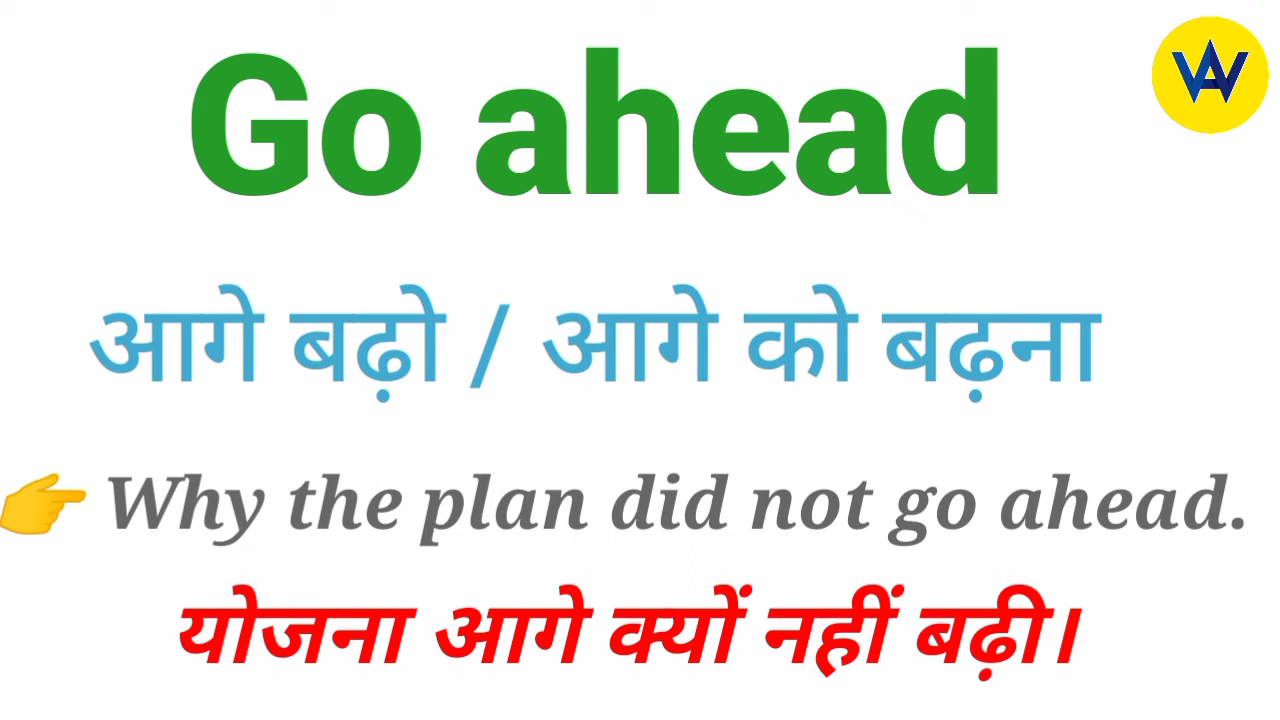 Go ahead
आगे बढ़ो / आगे को बढ़ना
👉 Why the plan did not go ahead.
योजना आगे क्यों नहीं बढ़ी।